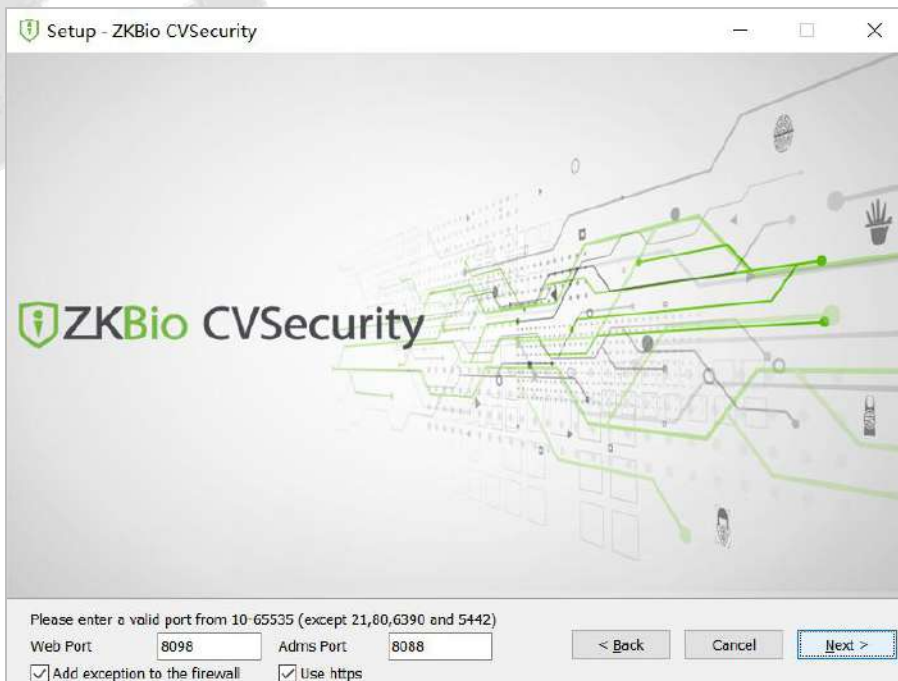 Setup - ZKBio CVSecurity
ZKBio CVSecurity
Please enter a valid port from 10-65535 (except 21,80,6390 and 5442)
Web Port 8098 Adms Port 8088 < Back Cancel Next >
Add exception to the firewall Use https